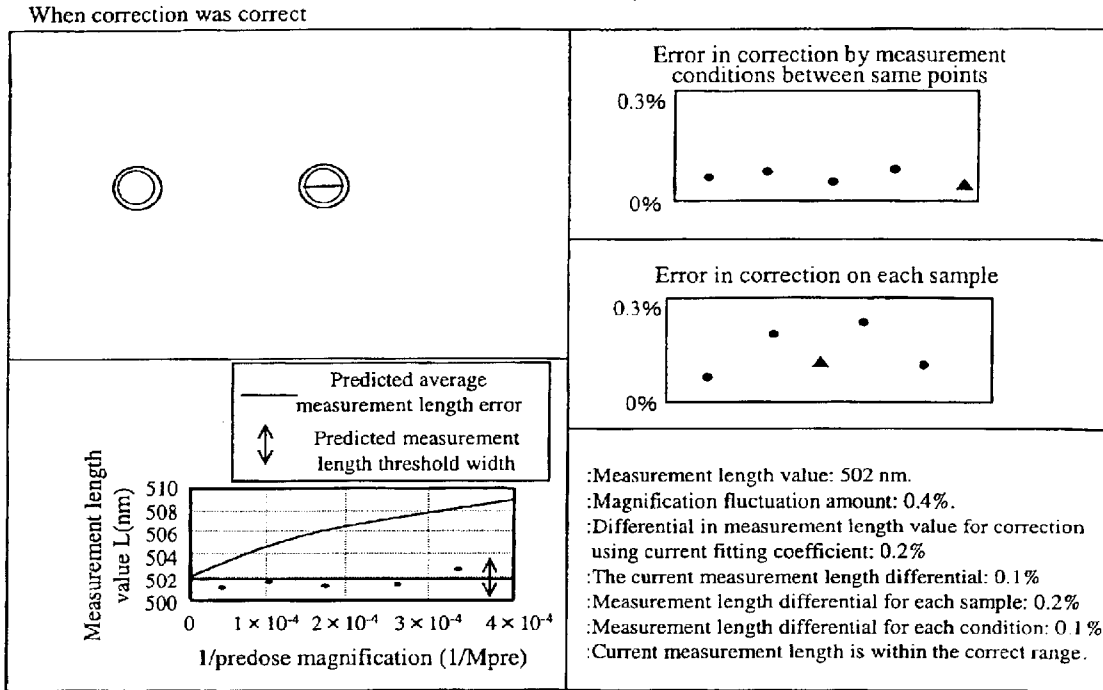 When correction was correct
Error in correction by measurement
conditions between same points
0.3%
0%
Error in correction on each sample
0.3%
0%
Predicted average
measurement length error
Predicted measurement
length threshold width
Measurement length
value L(nm)
510
508
506
504
502
500
0
1 × 10⁻⁴
2 × 10⁻⁴
3 × 10⁻⁴
4 × 10⁻⁴
1/predose magnification (1/Mpre)
:Measurement length value: 502 nm.
:Magnification fluctuation amount: 0.4%.
:Differential in measurement length value for correction
using current fitting coefficient: 0.2%
:The current measurement length differential: 0.1%
:Measurement length differential for each sample: 0.2%
:Measurement length differential for each condition: 0.1%
:Current measurement length is within the correct range.